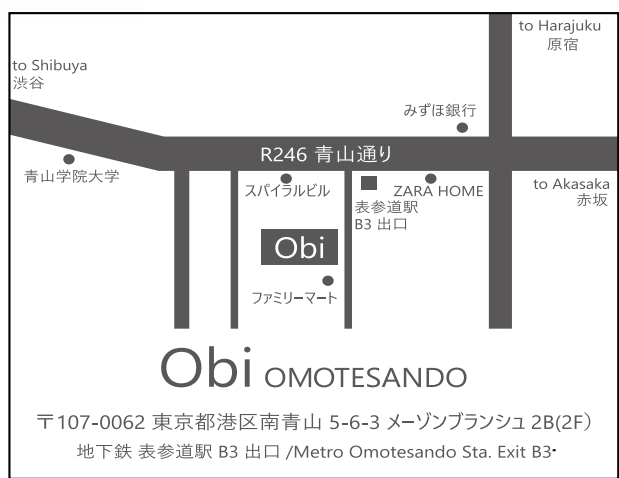 to Harajuku
原宿
to Shibuya
渋谷
みずほ銀行
R246 青山通り
青山学院大学
スパイラルビル
ZARA HOME
表参道駅
B3 出口
to Akasaka
赤坂
Obi
ファミリーマート
Obi OMOTESANDO
〒107-0062 東京都港区南青山 5-6-3 メーゾンブランシュ 2B(2F)
地下鉄 表参道駅 B3 出口 /Metro Omotesando Sta. Exit B3